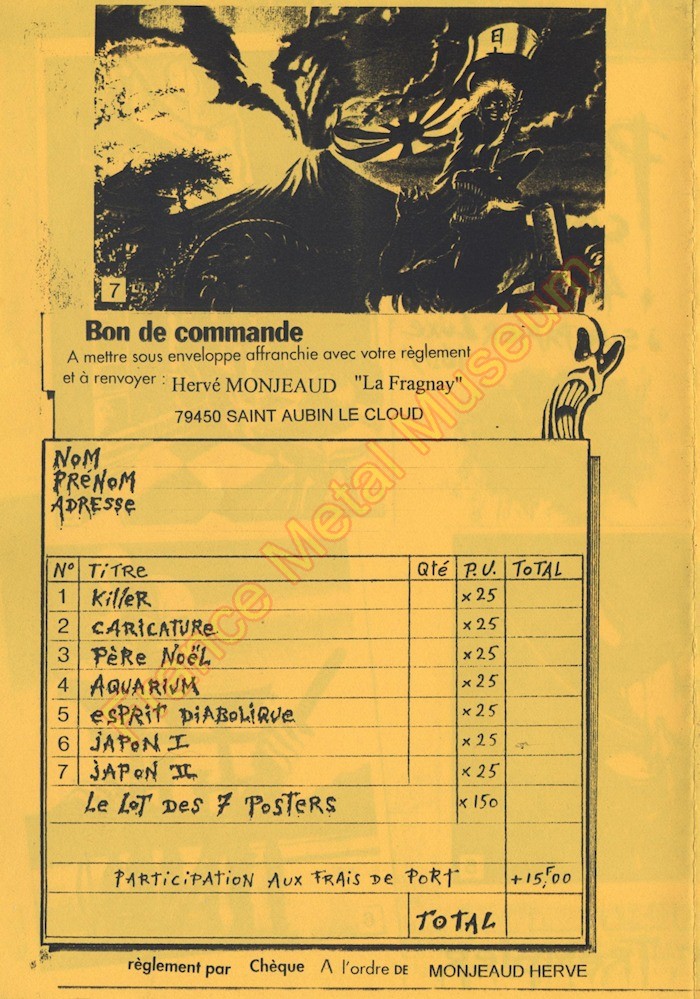 日
7
Bon de commande
A mettre sous enveloppe affranchie avec votre règlement
et à renvoyer : Hervé MONJEAUD "La Fragnay"
79450 SAINT AUBIN LE CLOUD
NOM
PRéNOM
ADRESSe
N° TiTRe Qté P.U. ToTAL
1 KilleR x 25
2 CARiCATURe x 25
3 PèRe NoëL x 25
4 AQUARiUM x 25
5 eSPRiT DiABOLiQUe x 25
6 JAPON I x 25
7 JAPON II x 25
Le LoT Des 7 PosteRs x 150
PARTiCiPATiON AUX FRAiS De PoRT +15,F00
TOTAL
règlement par Chèque A l'ordre DE MONJEAUD HERVE
France Metal Museum